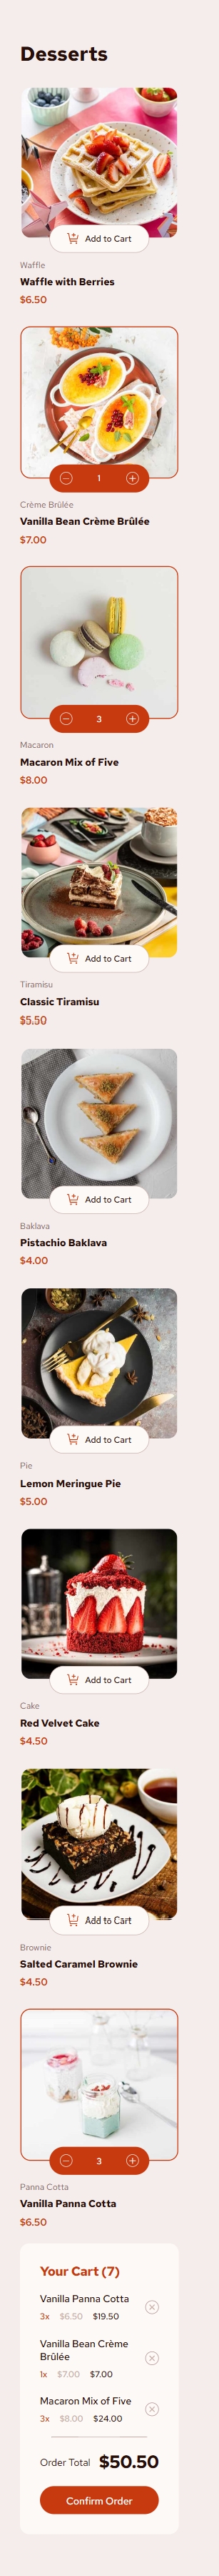 Desserts
Add to Cart
Waffle
Waffle with Berries
$6.50
1
Crème Brûlée
Vanilla Bean Crème Brûlée
$7.00
3
Macaron
Macaron Mix of Five
$8.00
Add to Cart
Tiramisu
Classic Tiramisu
$5.50
Add to Cart
Baklava
Pistachio Baklava
$4.00
Add to Cart
Pie
Lemon Meringue Pie
$5.00
Add to Cart
Cake
Red Velvet Cake
$4.50
Add to Cart
Brownie
Salted Caramel Brownie
$4.50
3
Panna Cotta
Vanilla Panna Cotta
$6.50
Your Cart (7)
Vanilla Panna Cotta
3x $6.50 $19.50
Vanilla Bean Crème
Brûlée
1x $7.00 $7.00
Macaron Mix of Five
3x $8.00 $24.00
Order Total $50.50
Confirm Order